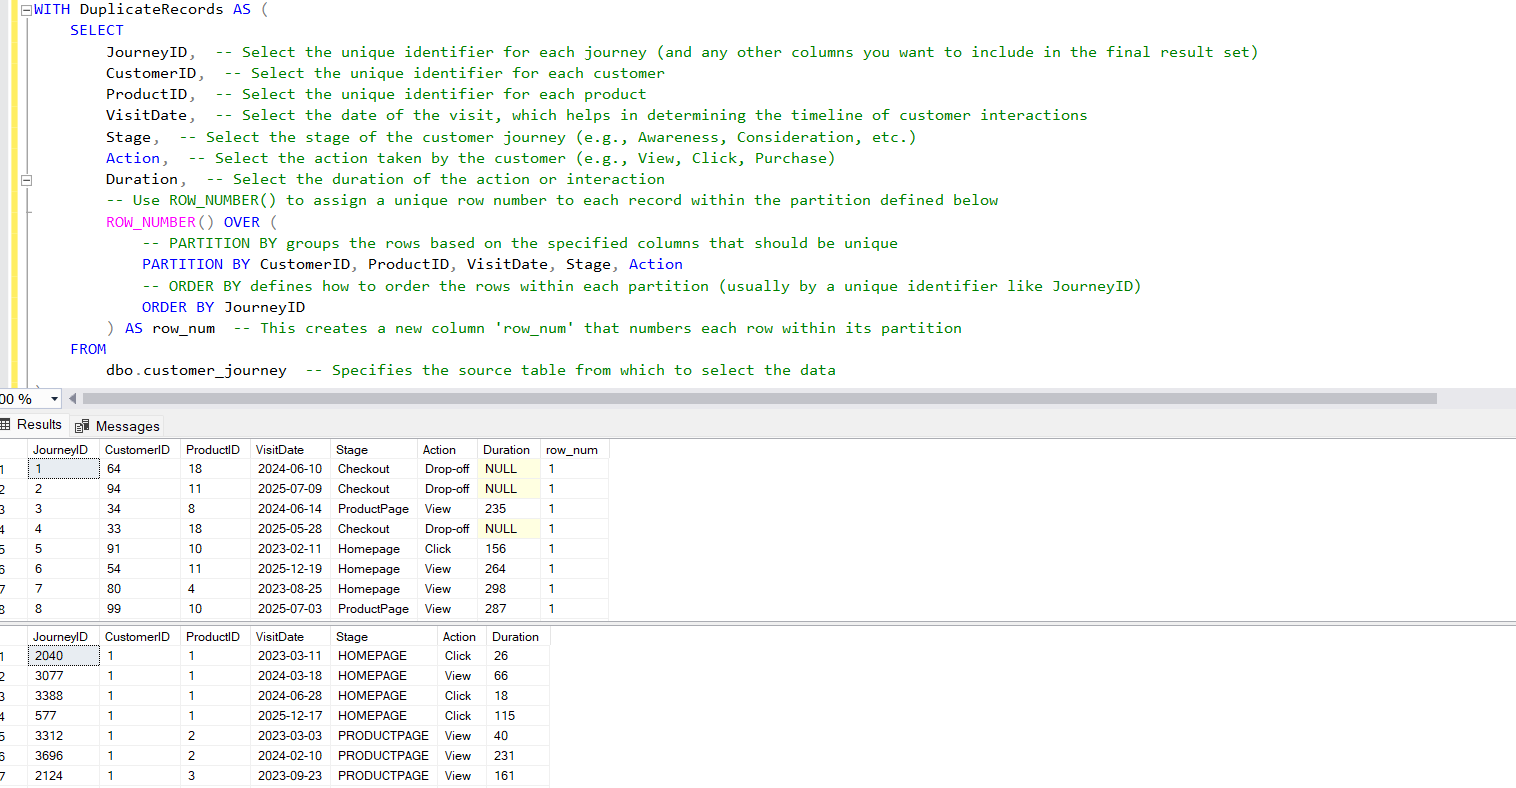 WITH DuplicateRecords AS (
SELECT
JourneyID,  -- Select the unique identifier for each journey (and any other columns you want to include in the final result set)
CustomerID,  -- Select the unique identifier for each customer
ProductID,  -- Select the unique identifier for each product
VisitDate,  -- Select the date of the visit, which helps in determining the timeline of customer interactions
Stage,  -- Select the stage of the customer journey (e.g., Awareness, Consideration, etc.)
Action,  -- Select the action taken by the customer (e.g., View, Click, Purchase)
Duration,  -- Select the duration of the action or interaction
-- Use ROW_NUMBER() to assign a unique row number to each record within the partition defined below
ROW_NUMBER() OVER (
-- PARTITION BY groups the rows based on the specified columns that should be unique
PARTITION BY CustomerID, ProductID, VisitDate, Stage, Action
-- ORDER BY defines how to order the rows within each partition (usually by a unique identifier like JourneyID)
ORDER BY JourneyID
) AS row_num  -- This creates a new column 'row_num' that numbers each row within its partition
FROM
dbo.customer_journey  -- Specifies the source table from which to select the data
00 %
Results Messages
JourneyID CustomerID ProductID VisitDate Stage Action Duration row_num
1 1 64 18 2024-06-10 Checkout Drop-off NULL 1
2 2 94 11 2025-07-09 Checkout Drop-off NULL 1
3 3 34 8 2024-06-14 ProductPage View 235 1
4 4 33 18 2025-05-28 Checkout Drop-off NULL 1
5 5 91 10 2023-02-11 Homepage Click 156 1
6 6 54 11 2025-12-19 Homepage View 264 1
7 7 80 4 2023-08-25 Homepage View 298 1
8 8 99 10 2025-07-03 ProductPage View 287 1
JourneyID CustomerID ProductID VisitDate Stage Action Duration
1 2040 1 1 2023-03-11 HOMEPAGE Click 26
2 3077 1 1 2024-03-18 HOMEPAGE View 66
3 3388 1 1 2024-06-28 HOMEPAGE Click 18
4 577 1 1 2025-12-17 HOMEPAGE Click 115
5 3312 1 2 2023-03-03 PRODUCTPAGE View 40
6 3696 1 2 2024-02-10 PRODUCTPAGE View 231
7 2124 1 3 2023-09-23 PRODUCTPAGE View 161